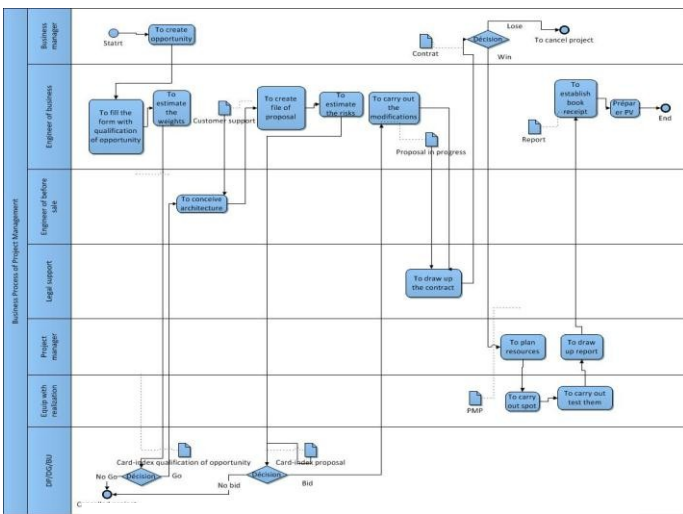 Business Process of Project Management
Business
manager
Statrt
To create
opportunity
Contrat
Décision
Lose
To cancel project
Win
Engineer of business
To fill the
form with
qualification
of opportunity
To
estimate
the
weights
Customer support
To create
file of
proposal
To
estimate
the risks
To carry out
the
modifications
Proposal in progress
To
establish
book
receipt
Prépar
er PV
End
Report
Engineer of before
sale
To conceive
architecture
Legal support
To draw up
the contract
Project
manager
To plan
resources
To draw
up report
Equip with
realization
PMP
To carry
out spot
To carry out
test them
DP/DG/BU
Card-index qualification of opportunity
Card-index proposal
No Go
Décision
Go
No bid
Décision
Bid